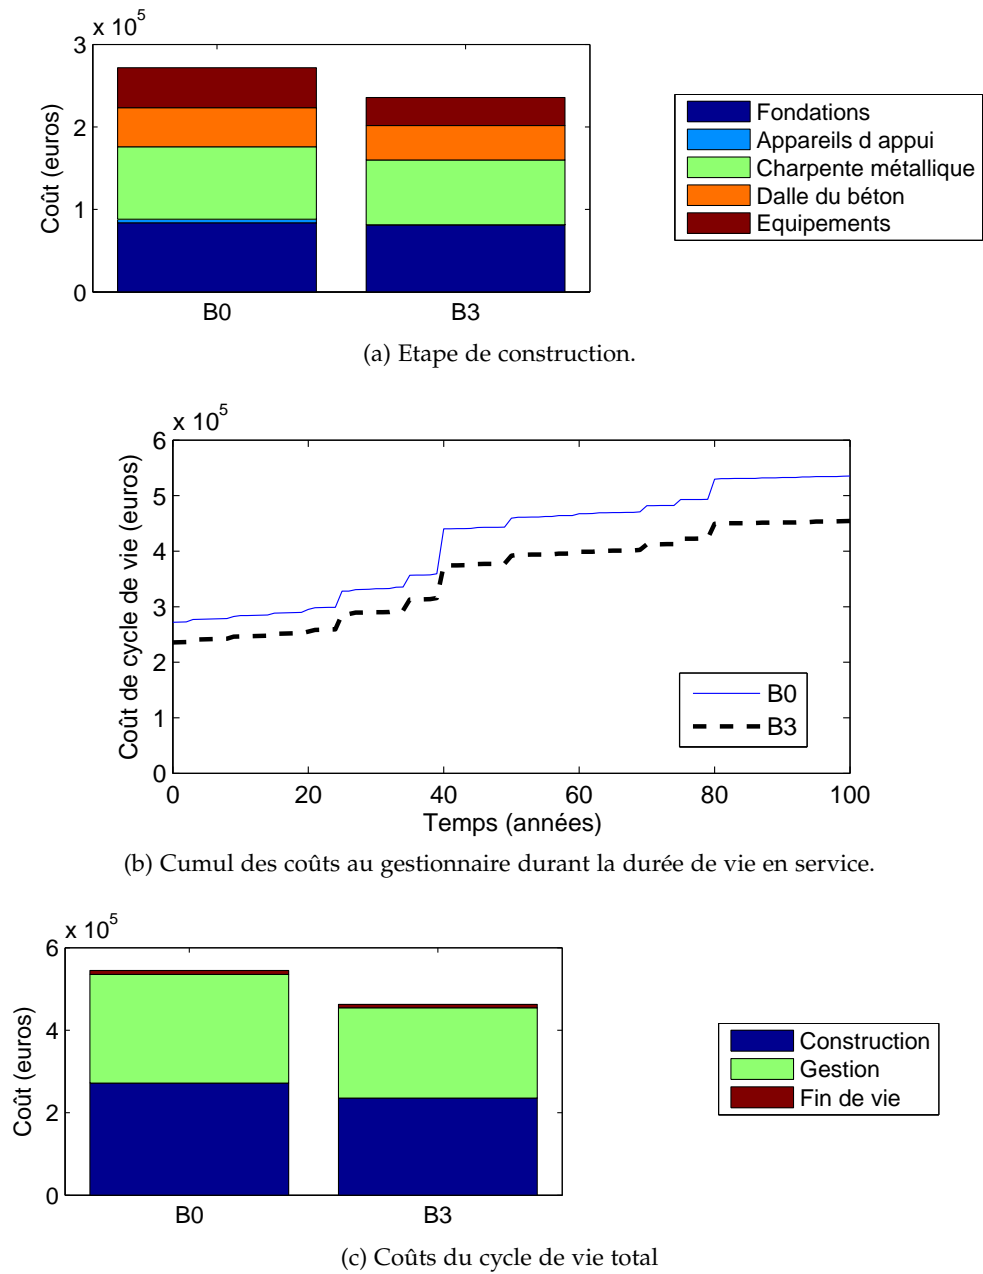 x 10^5
3
2
1
0
Coût (euros)
B0
B3
Fondations
Appareils d appui
Charpente métallique
Dalle du béton
Equipements
(a) Etape de construction.
x 10^5
6
5
4
3
2
1
0
Coût de cycle de vie (euros)
0
20
40
60
80
100
Temps (années)
B0
B3
(b) Cumul des coûts au gestionnaire durant la durée de vie en service.
x 10^5
6
4
2
0
Coût (euros)
B0
B3
Construction
Gestion
Fin de vie
(c) Coûts du cycle de vie total